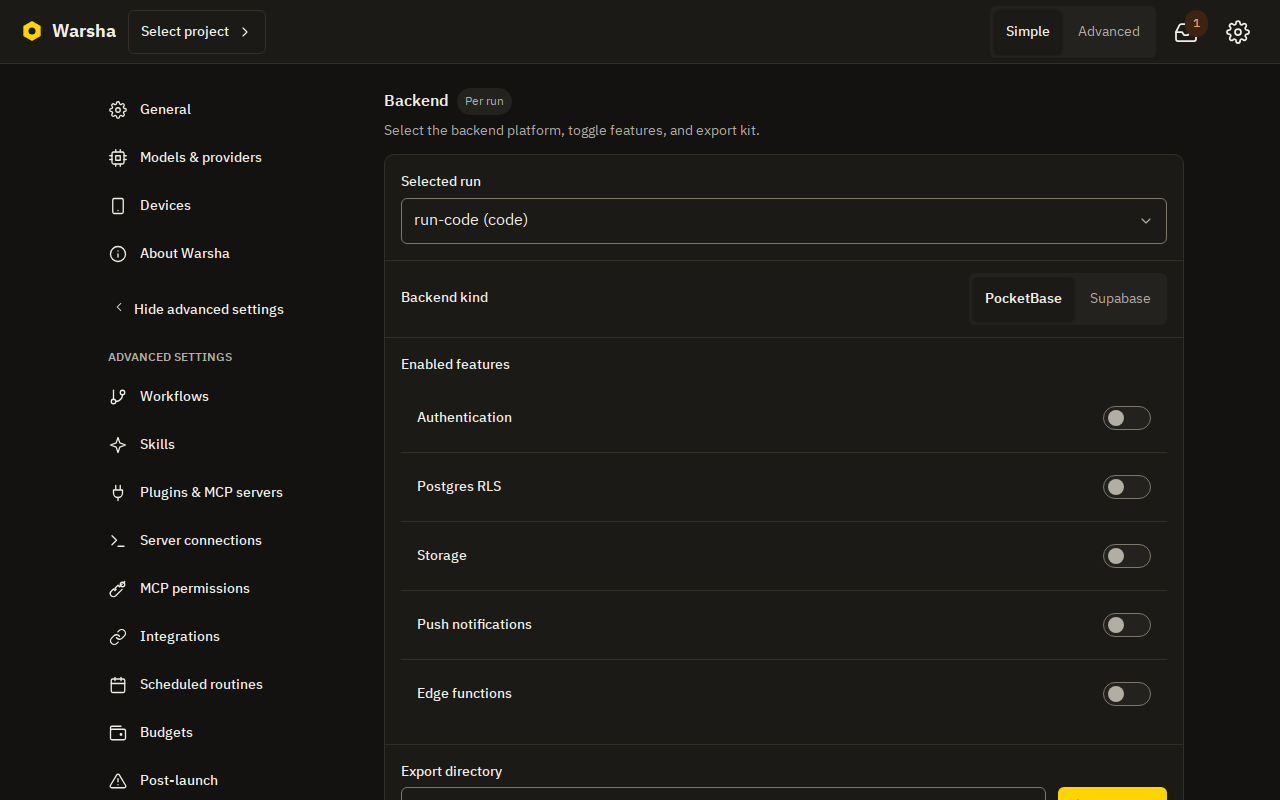 Warsha
Select project
Simple
Advanced
1
General
Models & providers
Devices
About Warsha
Hide advanced settings
ADVANCED SETTINGS
Workflows
Skills
Plugins & MCP servers
Server connections
MCP permissions
Integrations
Scheduled routines
Budgets
Post-launch
Backend
Per run
Select the backend platform, toggle features, and export kit.
Selected run
run-code (code)
Backend kind
PocketBase
Supabase
Enabled features
Authentication
Postgres RLS
Storage
Push notifications
Edge functions
Export directory